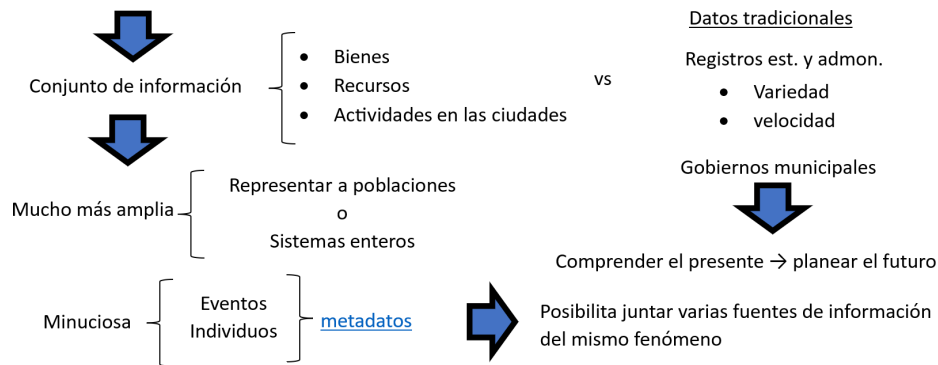 Datos tradicionales
Conjunto de información
• Bienes
• Recursos
• Actividades en las ciudades
vs
Registros est. y admon.
• Variedad
• velocidad
Gobiernos municipales
Mucho más amplia
Representar a poblaciones
o
Sistemas enteros
Comprender el presente → planear el futuro
Minuciosa
Eventos
Individuos
metadatos
Posibilita juntar varias fuentes de información
del mismo fenómeno